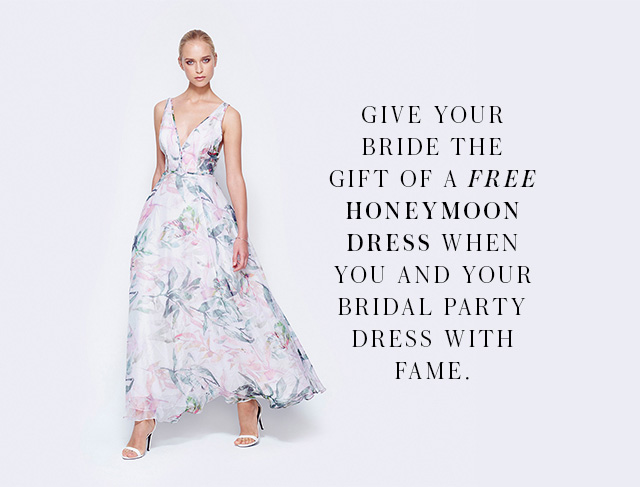 GIVE YOUR
BRIDE THE
GIFT OF A FREE
HONEYMOON
DRESS WHEN
YOU AND YOUR
BRIDAL PARTY
DRESS WITH
FAME.